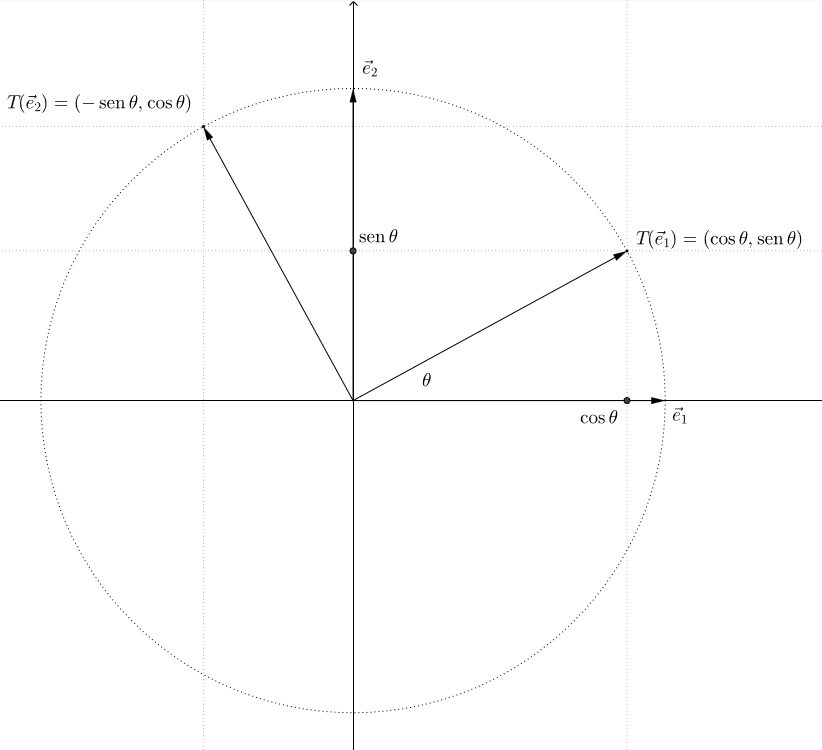 e⃗₂
T(e⃗₂) = (− sen θ, cos θ)
sen θ
T(e⃗₁) = (cos θ, sen θ)
θ
cos θ
e⃗₁